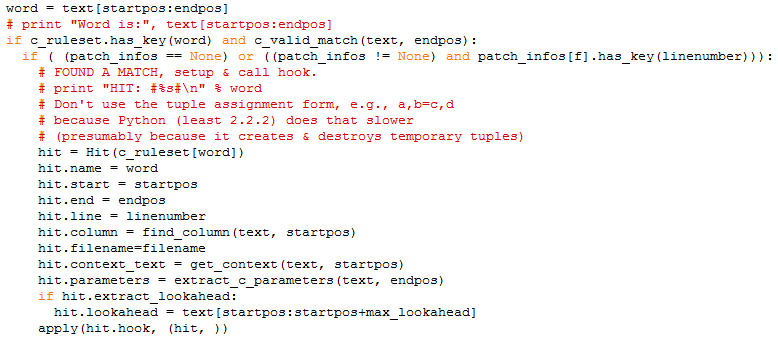 word = text[startpos:endpos]
# print "Word is:", text[startpos:endpos]
if c_ruleset.has_key(word) and c_valid_match(text, endpos):
  if ( (patch_infos == None) or ((patch_infos != None) and patch_infos[f].has_key(linenumber))):
    # FOUND A MATCH, setup & call hook.
    # print "HIT: #%s#\n" % word
    # Don't use the tuple assignment form, e.g., a,b=c,d
    # because Python (least 2.2.2) does that slower
    # (presumably because it creates & destroys temporary tuples)
    hit = Hit(c_ruleset[word])
    hit.name = word
    hit.start = startpos
    hit.end = endpos
    hit.line = linenumber
    hit.column = find_column(text, startpos)
    hit.filename=filename
    hit.context_text = get_context(text, startpos)
    hit.parameters = extract_c_parameters(text, endpos)
    if hit.extract_lookahead:
      hit.lookahead = text[startpos:startpos+max_lookahead]
    apply(hit.hook, (hit, ))